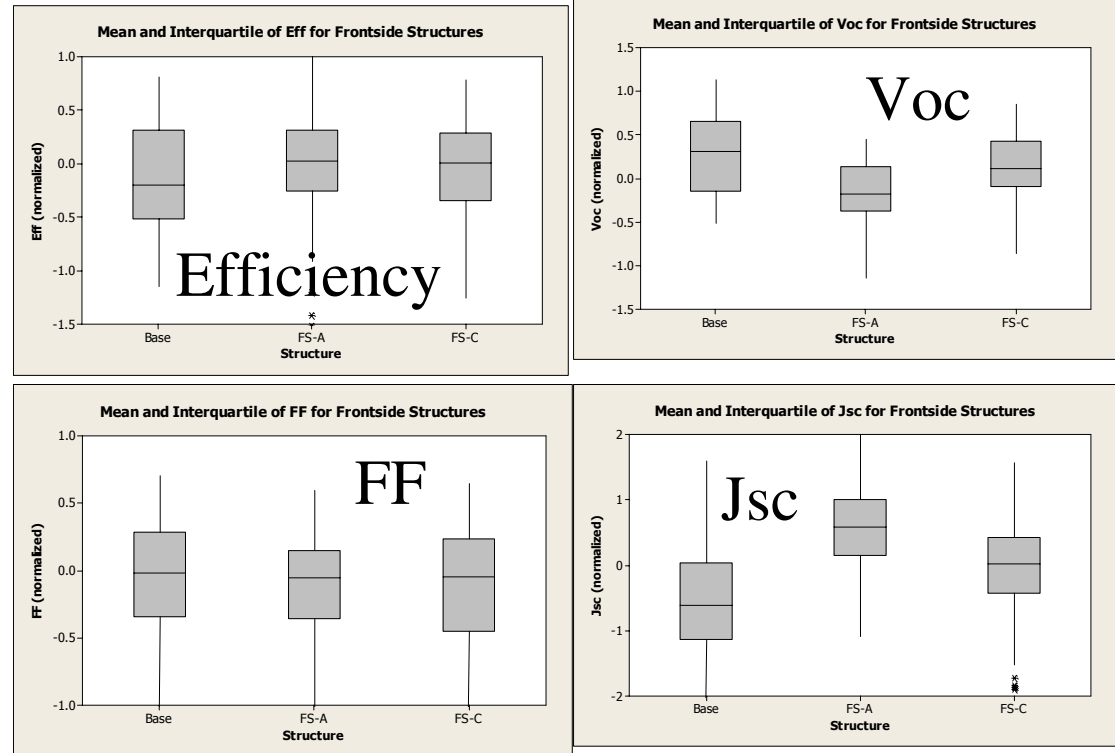 Mean and Interquartile of Eff for Frontside Structures
1.0
0.5
0.0
-0.5
-1.0
-1.5
Eff (normalized)
Efficiency
Base FS-A FS-C
Structure
Mean and Interquartile of Voc for Frontside Structures
1.5
1.0
0.5
0.0
-0.5
-1.0
-1.5
Voc (normalized)
Voc
Base FS-A FS-C
Structure
Mean and Interquartile of FF for Frontside Structures
1.0
0.5
0.0
-0.5
-1.0
FF (normalized)
FF
Base FS-A FS-C
Structure
Mean and Interquartile of Jsc for Frontside Structures
2
1
0
-1
-2
Jsc (normalized)
Jsc
Base FS-A FS-C
Structure